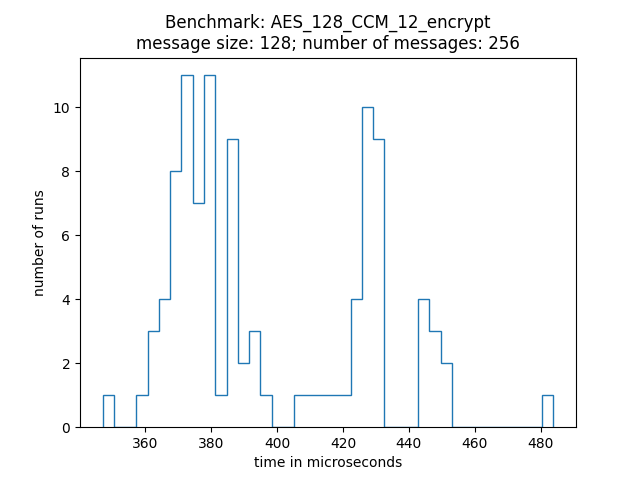 Benchmark: AES_128_CCM_12_encrypt
message size: 128; number of messages: 256
number of runs
10
8
6
4
2
0
360 380 400 420 440 460 480
time in microseconds